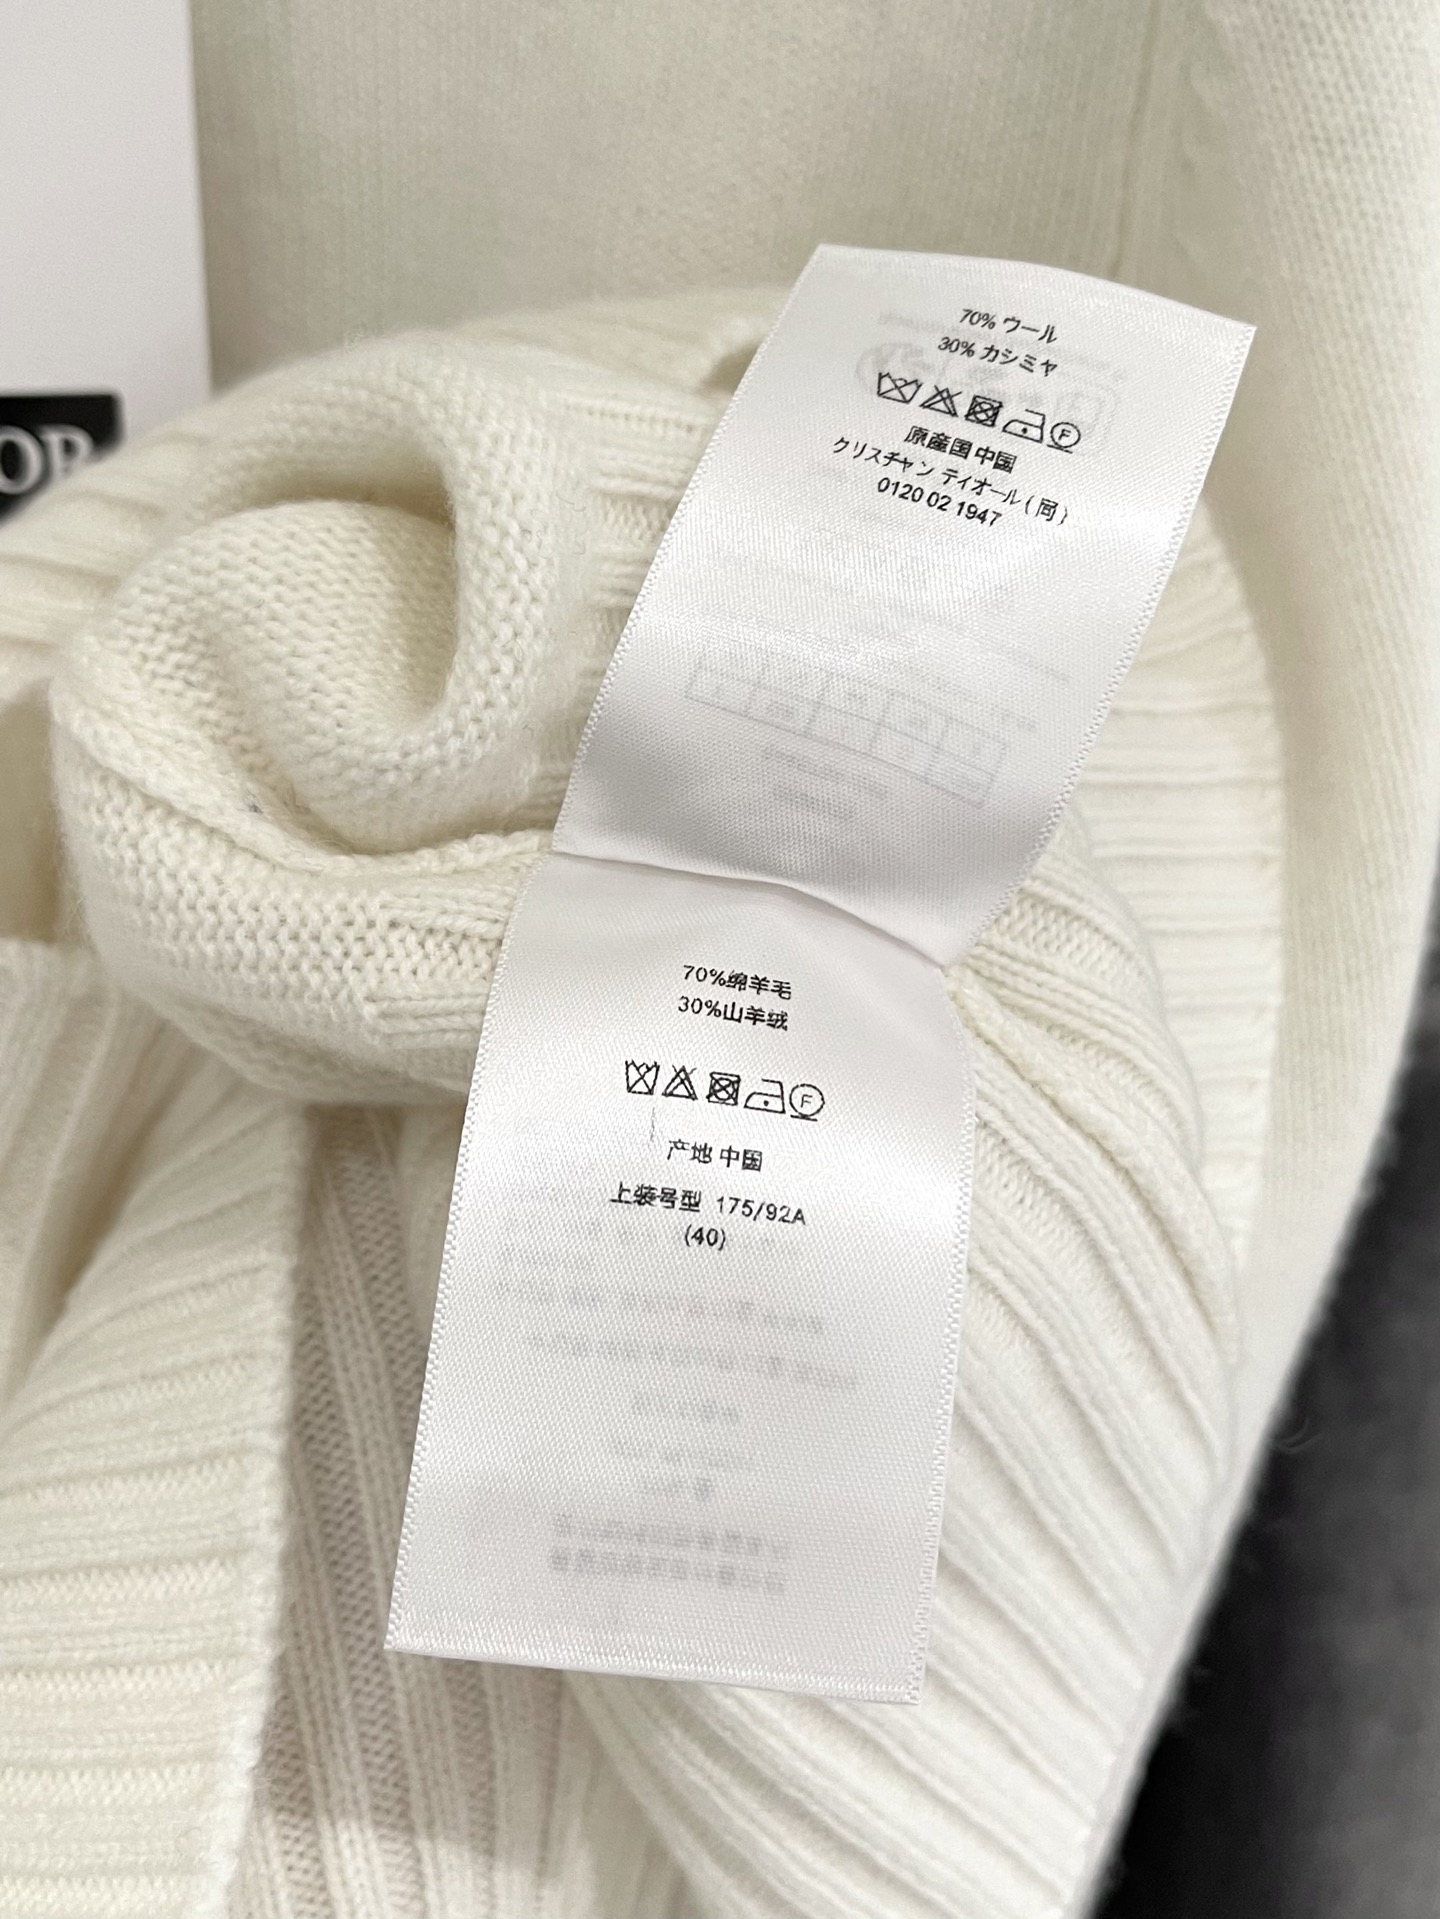 70% ウール
30% カシミヤ
F
原産国 中国
クリスチャン ディオール (同)
0120 02 1947
70%绵羊毛
30%山羊绒
F
产地 中国
上装号型 175/92A
(40)